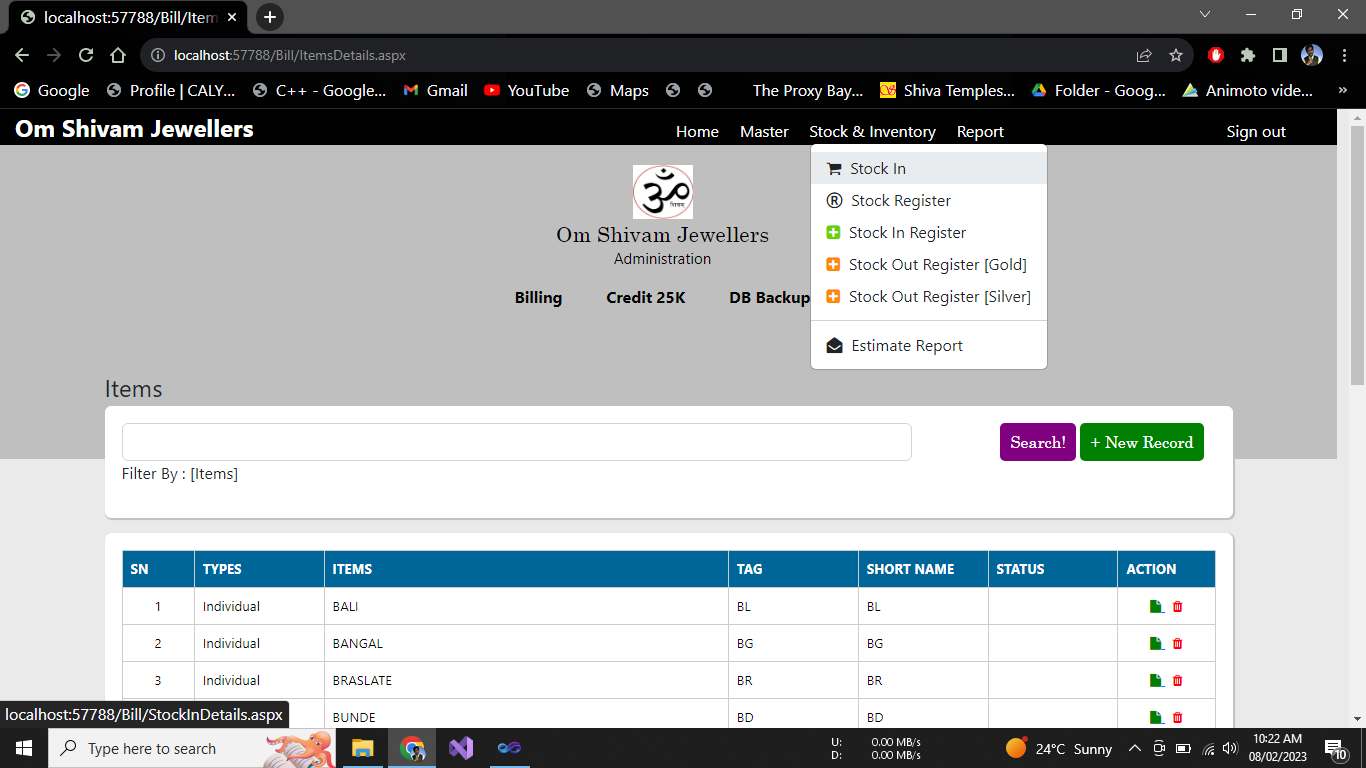 localhost:57788/Bill/Item
localhost:57788/Bill/ItemsDetails.aspx
Google Profile | CALY... C++ - Google... Gmail YouTube Maps The Proxy Bay... Shiva Temples... Folder - Goog... Animoto vide... »
Om Shivam Jewellers Home Master Stock & Inventory Report Sign out
Stock In
Stock Register
Stock In Register
Stock Out Register [Gold]
Stock Out Register [Silver]
Estimate Report
ॐ
शिवम्
Om Shivam Jewellers
Administration
Billing Credit 25K DB Backup
Items
Search! + New Record
Filter By : [Items]
SN TYPES ITEMS TAG SHORT NAME STATUS ACTION
1 Individual BALI BL BL
2 Individual BANGAL BG BG
3 Individual BRASLATE BR BR
BUNDE BD BD
localhost:57788/Bill/StockInDetails.aspx
Type here to search
U: 0.00 MB/s
D: 0.00 MB/s
24°C Sunny
10:22 AM
08/02/2023
10